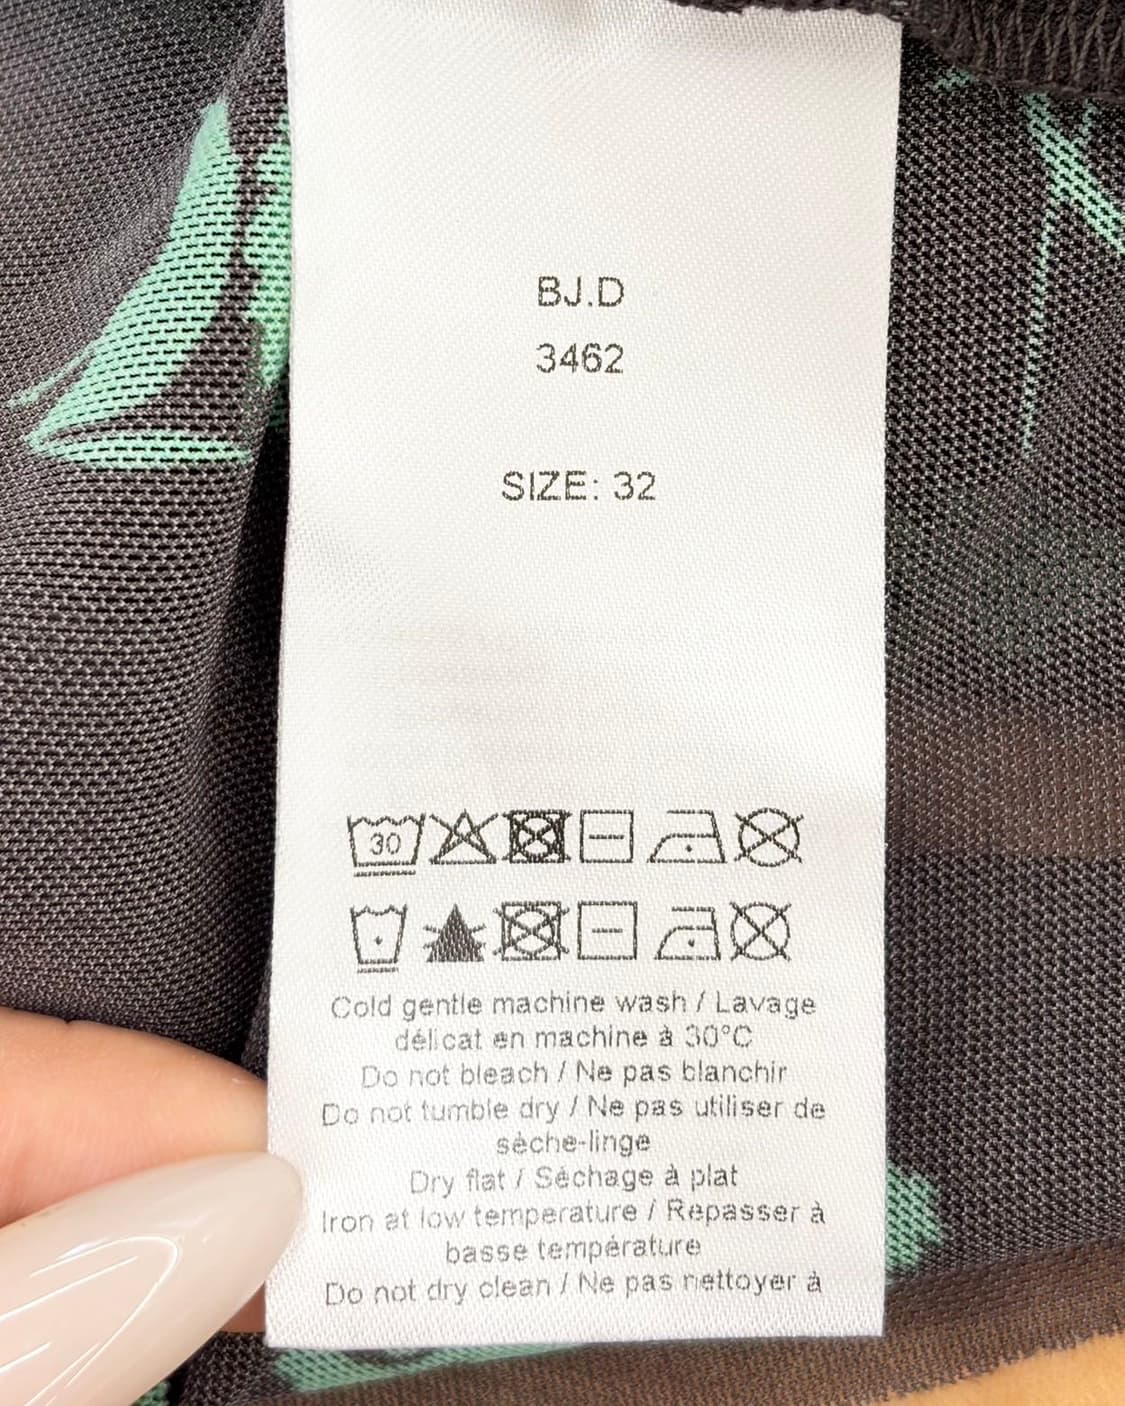 BJ.D
3462
SIZE: 32
30
Cold gentle machine wash / Lavage
délicat en machine à 30°C
Do not bleach / Ne pas blanchir
Do not tumble dry / Ne pas utiliser de
sèche-linge
Dry flat / Séchage à plat
Iron at low temperature / Repasser à
basse température
Do not dry clean / Ne pas nettoyer à